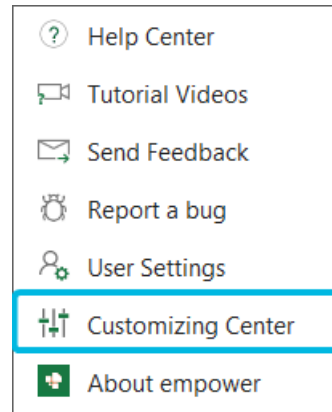 Help Center
Tutorial Videos
Send Feedback
Report a bug
User Settings
Customizing Center
About empower